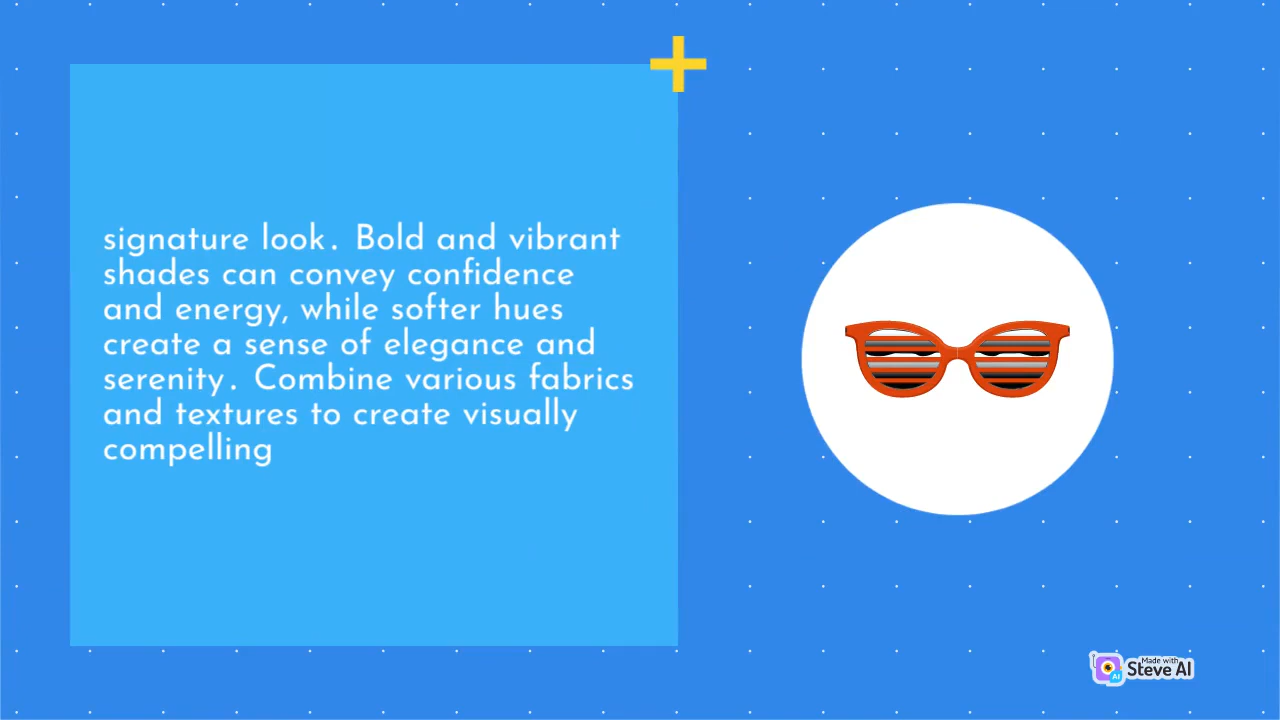 signature look. Bold and vibrant
shades can convey confidence
and energy, while softer hues
create a sense of elegance and
serenity. Combine various fabrics
and textures to create visually
compelling
Made with
Steve AI
AI